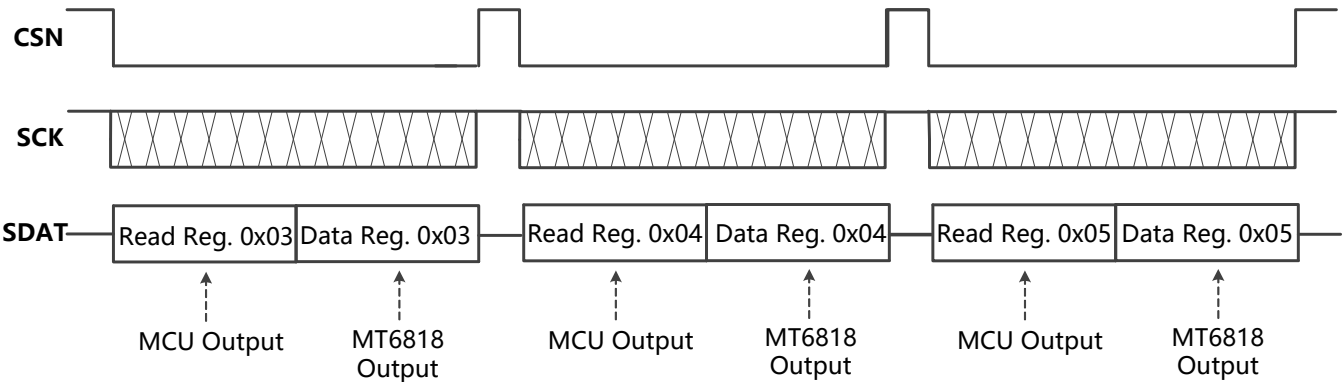 CSN
SCK
SDAT
Read Reg. 0x03 Data Reg. 0x03 Read Reg. 0x04 Data Reg. 0x04 Read Reg. 0x05 Data Reg. 0x05
MCU Output
MT6818
Output
MCU Output
MT6818
Output
MCU Output
MT6818
Output